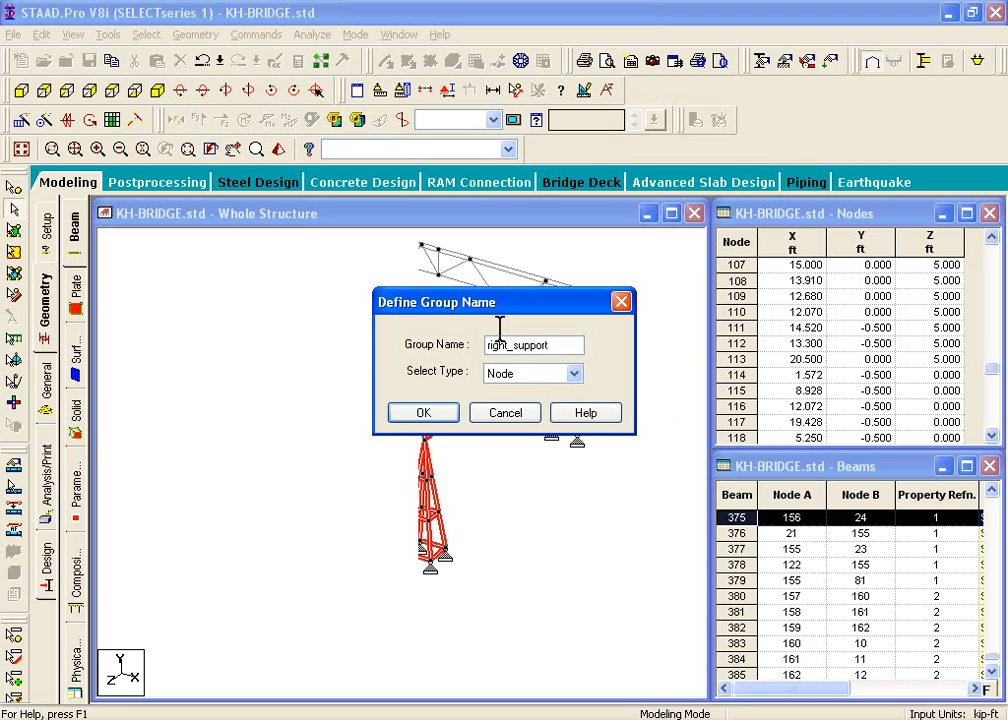 STAAD.Pro V8i (SELECTseries 1) - KH-BRIDGE.std
File Edit View Tools Select Geometry Commands Analyze Mode Window Help
Modeling Postprocessing Steel Design Concrete Design RAM Connection Bridge Deck Advanced Slab Design Piping Earthquake
Setup
Geometry
General
Analysis/Print
Design
Beam
Plate
Surf...
Solid
Parame...
Composi...
Physica...
KH-BRIDGE.std - Whole Structure
Define Group Name
Group Name : right_support
Select Type : Node
OK Cancel Help
Y
Z X
KH-BRIDGE.std - Nodes
Node X ft Y ft Z ft
107 15.000 0.000 5.000
108 13.910 0.000 5.000
109 12.680 0.000 5.000
110 12.070 0.000 5.000
111 14.520 -0.500 5.000
112 13.300 -0.500 5.000
113 20.500 -0.500 5.000
114 1.572 -0.500 5.000
115 8.928 -0.500 5.000
116 12.072 -0.500 5.000
117 19.428 -0.500 5.000
118 5.250 -0.500 5.000
KH-BRIDGE.std - Beams
Beam Node A Node B Property Refn.
375 156 24 1
376 21 155 1
377 155 23 1
378 122 155 1
379 155 81 1
380 157 160 2
381 158 161 2
382 159 162 2
383 160 10 2
384 161 11 2
385 162 12 2
F
For Help, press F1 Modeling Mode Input Units: kip-ft